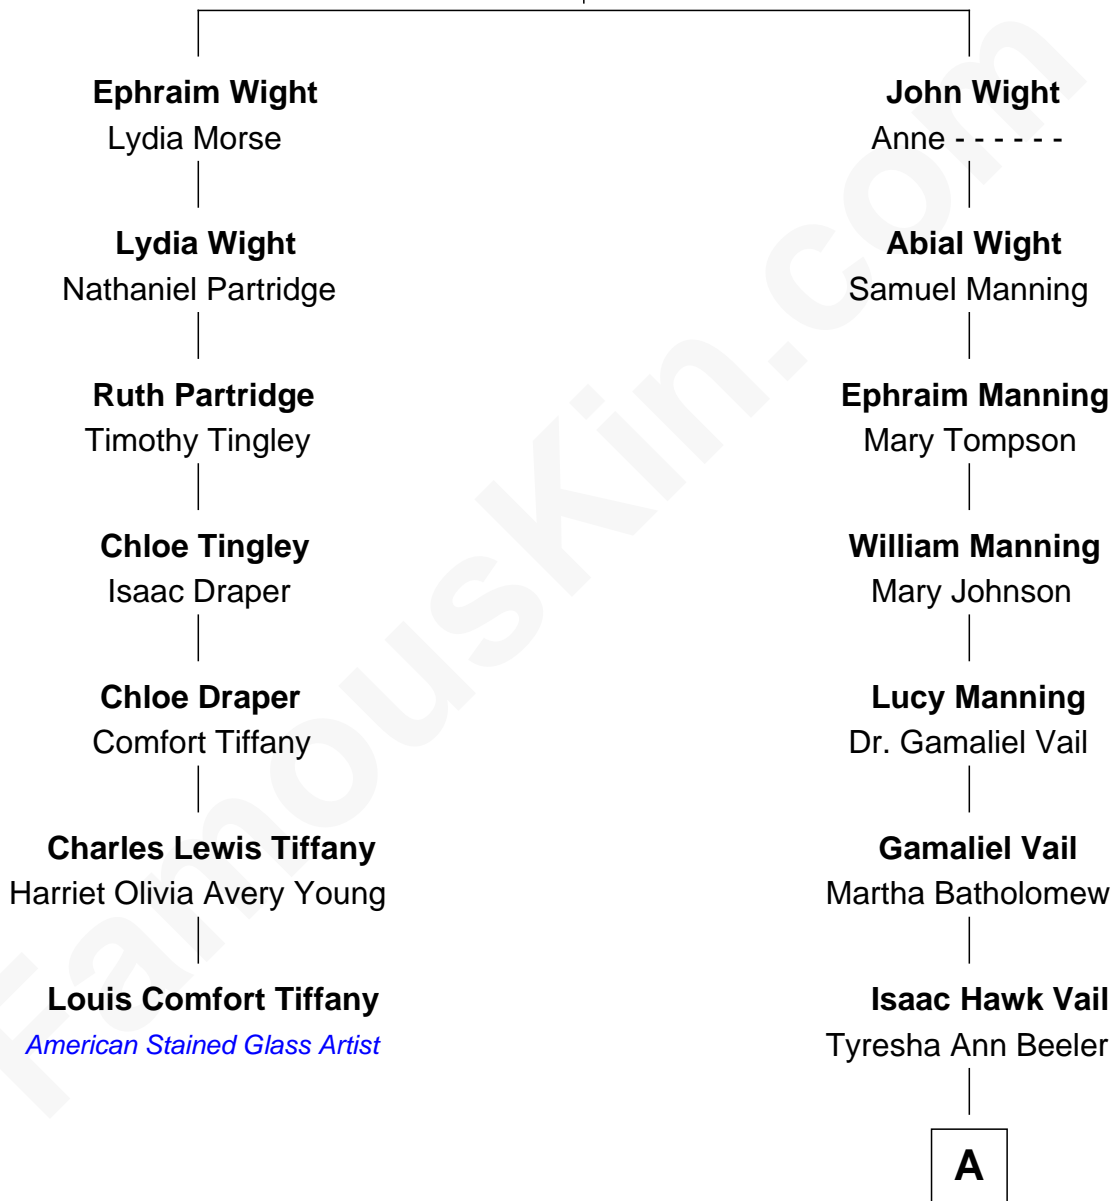 Ephraim Wight
Lydia Morse
Lydia Wight
Nathaniel Partridge
Ruth Partridge
Timothy Tingley
Chloe Tingley
Isaac Draper
Chloe Draper
Comfort Tiffany
Charles Lewis Tiffany
Harriet Olivia Avery Young
Louis Comfort Tiffany
American Stained Glass Artist
John Wight
Anne - - - - - -
Abial Wight
Samuel Manning
Ephraim Manning
Mary Tompson
William Manning
Mary Johnson
Lucy Manning
Dr. Gamaliel Vail
Gamaliel Vail
Martha Batholomew
Isaac Hawk Vail
Tyresha Ann Beeler
A
FamousKin.com